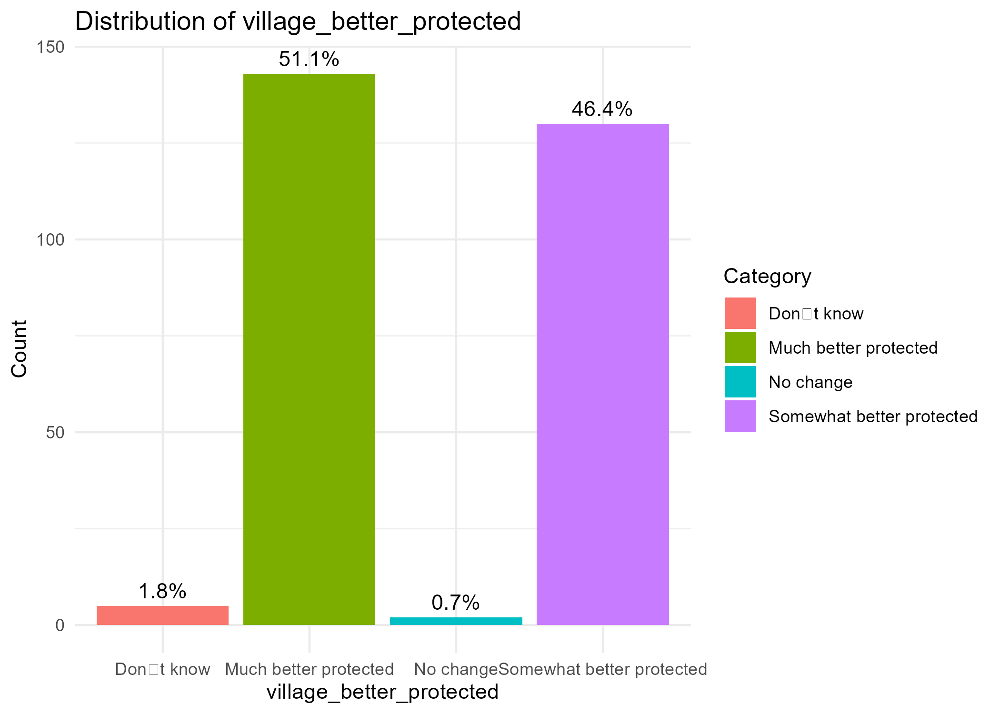 Distribution of village_better_protected
150
51.1%
46.4%
100
Count
50
1.8%
0.7%
0
Don□t know
Much better protected
No change
Somewhat better protected
village_better_protected
Category
Don□t know
Much better protected
No change
Somewhat better protected